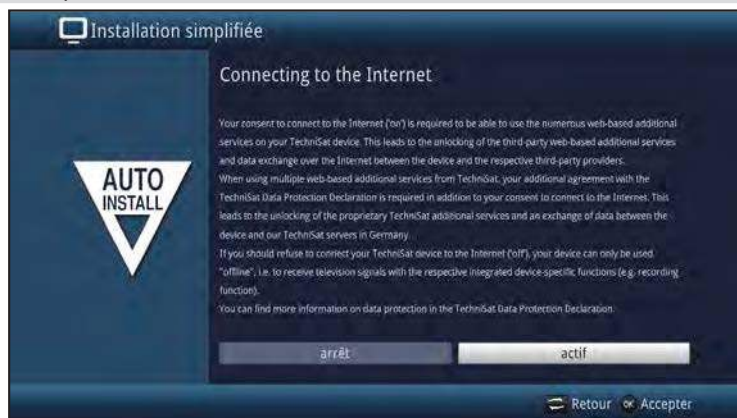 Installation simplifiée
Connecting to the Internet
Your consent to connect to the Internet ('on') is required to be able to use the numerous web-based additional
services on your TechniSat device. This leads to the unlocking of the third-party web-based additional services
and data exchange over the Internet between the device and the respective third-party providers.
When using multiple web-based additional services from TechniSat, your additional agreement with the
TechniSat Data Protection Declaration is required in addition to your consent to connect to the Internet. This
leads to the unlocking of the proprietary TechniSat additional services and an exchange of data between the
device and our TechniSat servers in Germany.
If you should refuse to connect your TechniSat device to the Internet ('off'), your device can only be used
"offline", i.e. to receive television signals with the respective integrated device-specific functions (e.g. recording
function).
You can find more information on data protection in the TechniSat Data Protection Declaration.
AUTO
INSTALL
arrêt actif
Retour OK Accepter